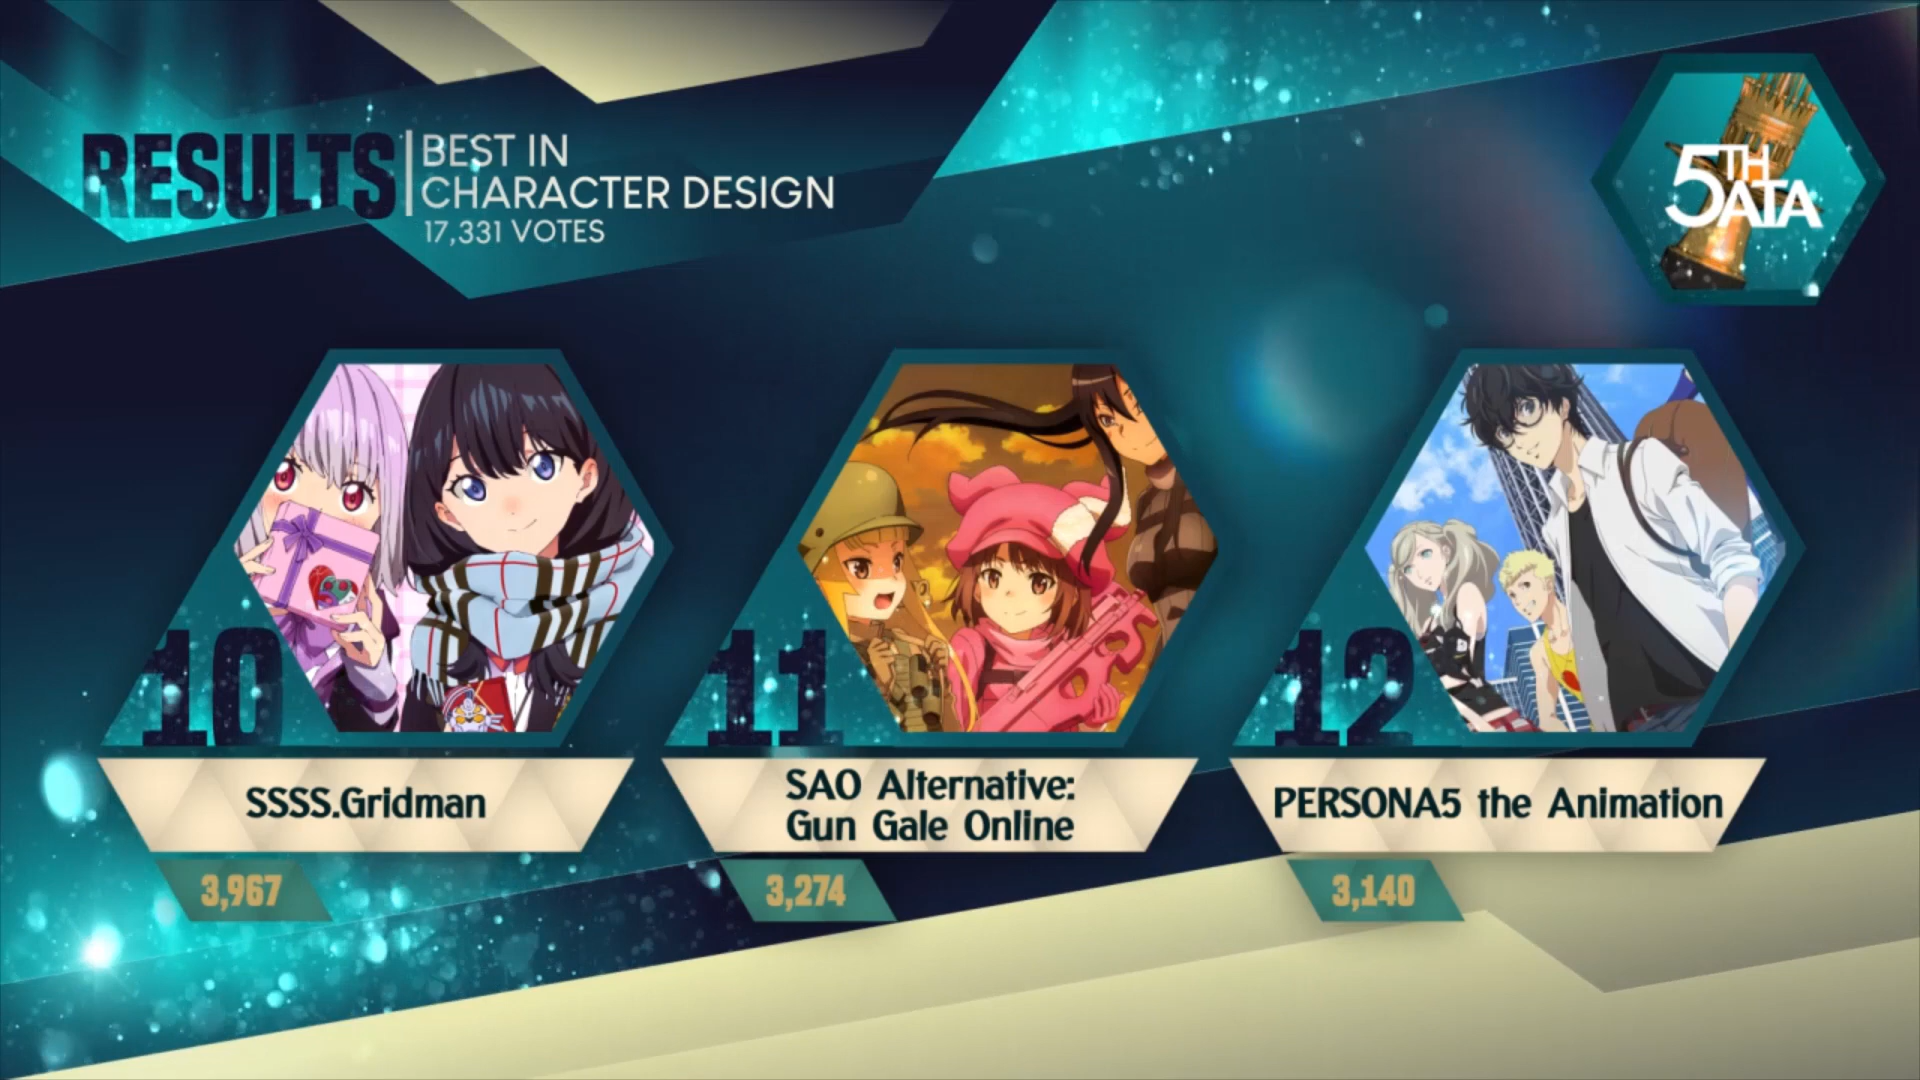 RESULTS
BEST IN
CHARACTER DESIGN
17,331 VOTES
5TH
ATA
10
11
12
SSSS.Gridman
SAO Alternative:
Gun Gale Online
PERSONA5 the Animation
3,967
3,274
3,140